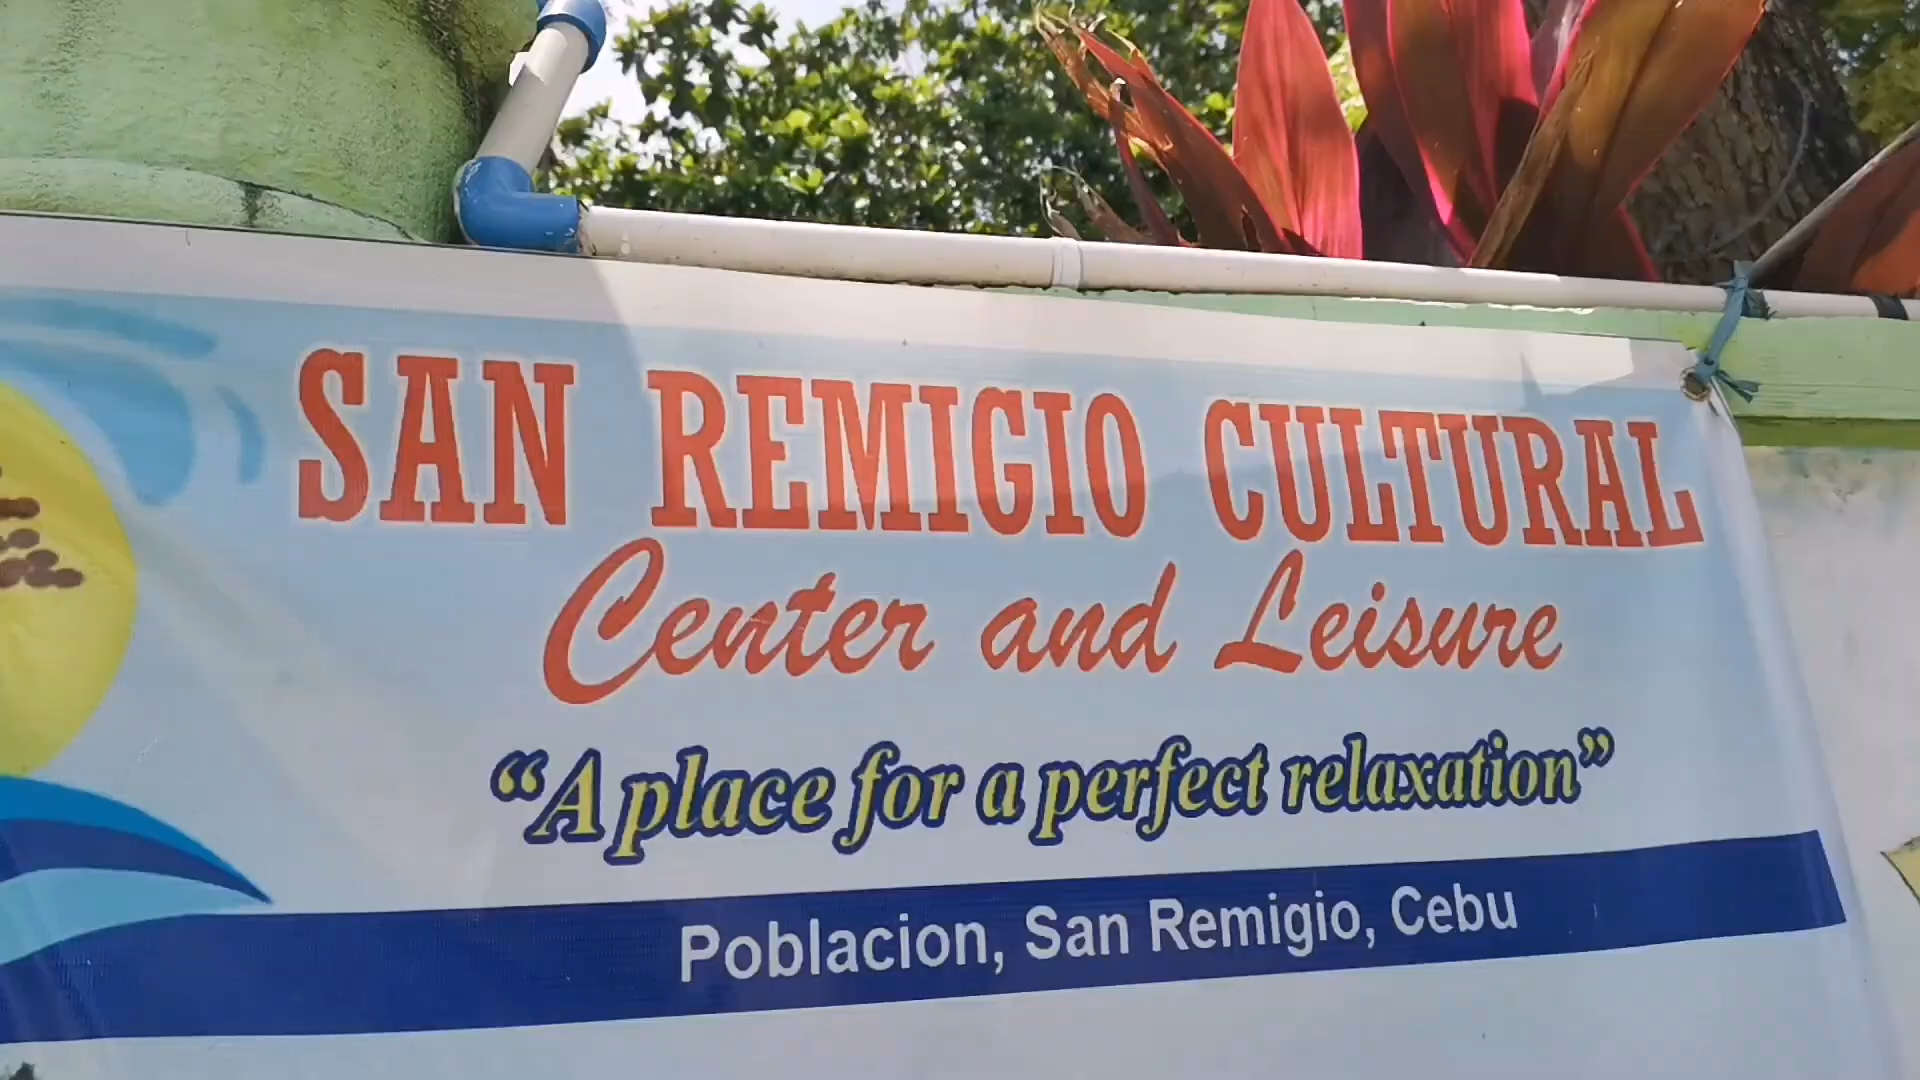 SAN REMIGIO CULTURAL
Center and Leisure
“A place for a perfect relaxation”
Poblacion, San Remigio, Cebu